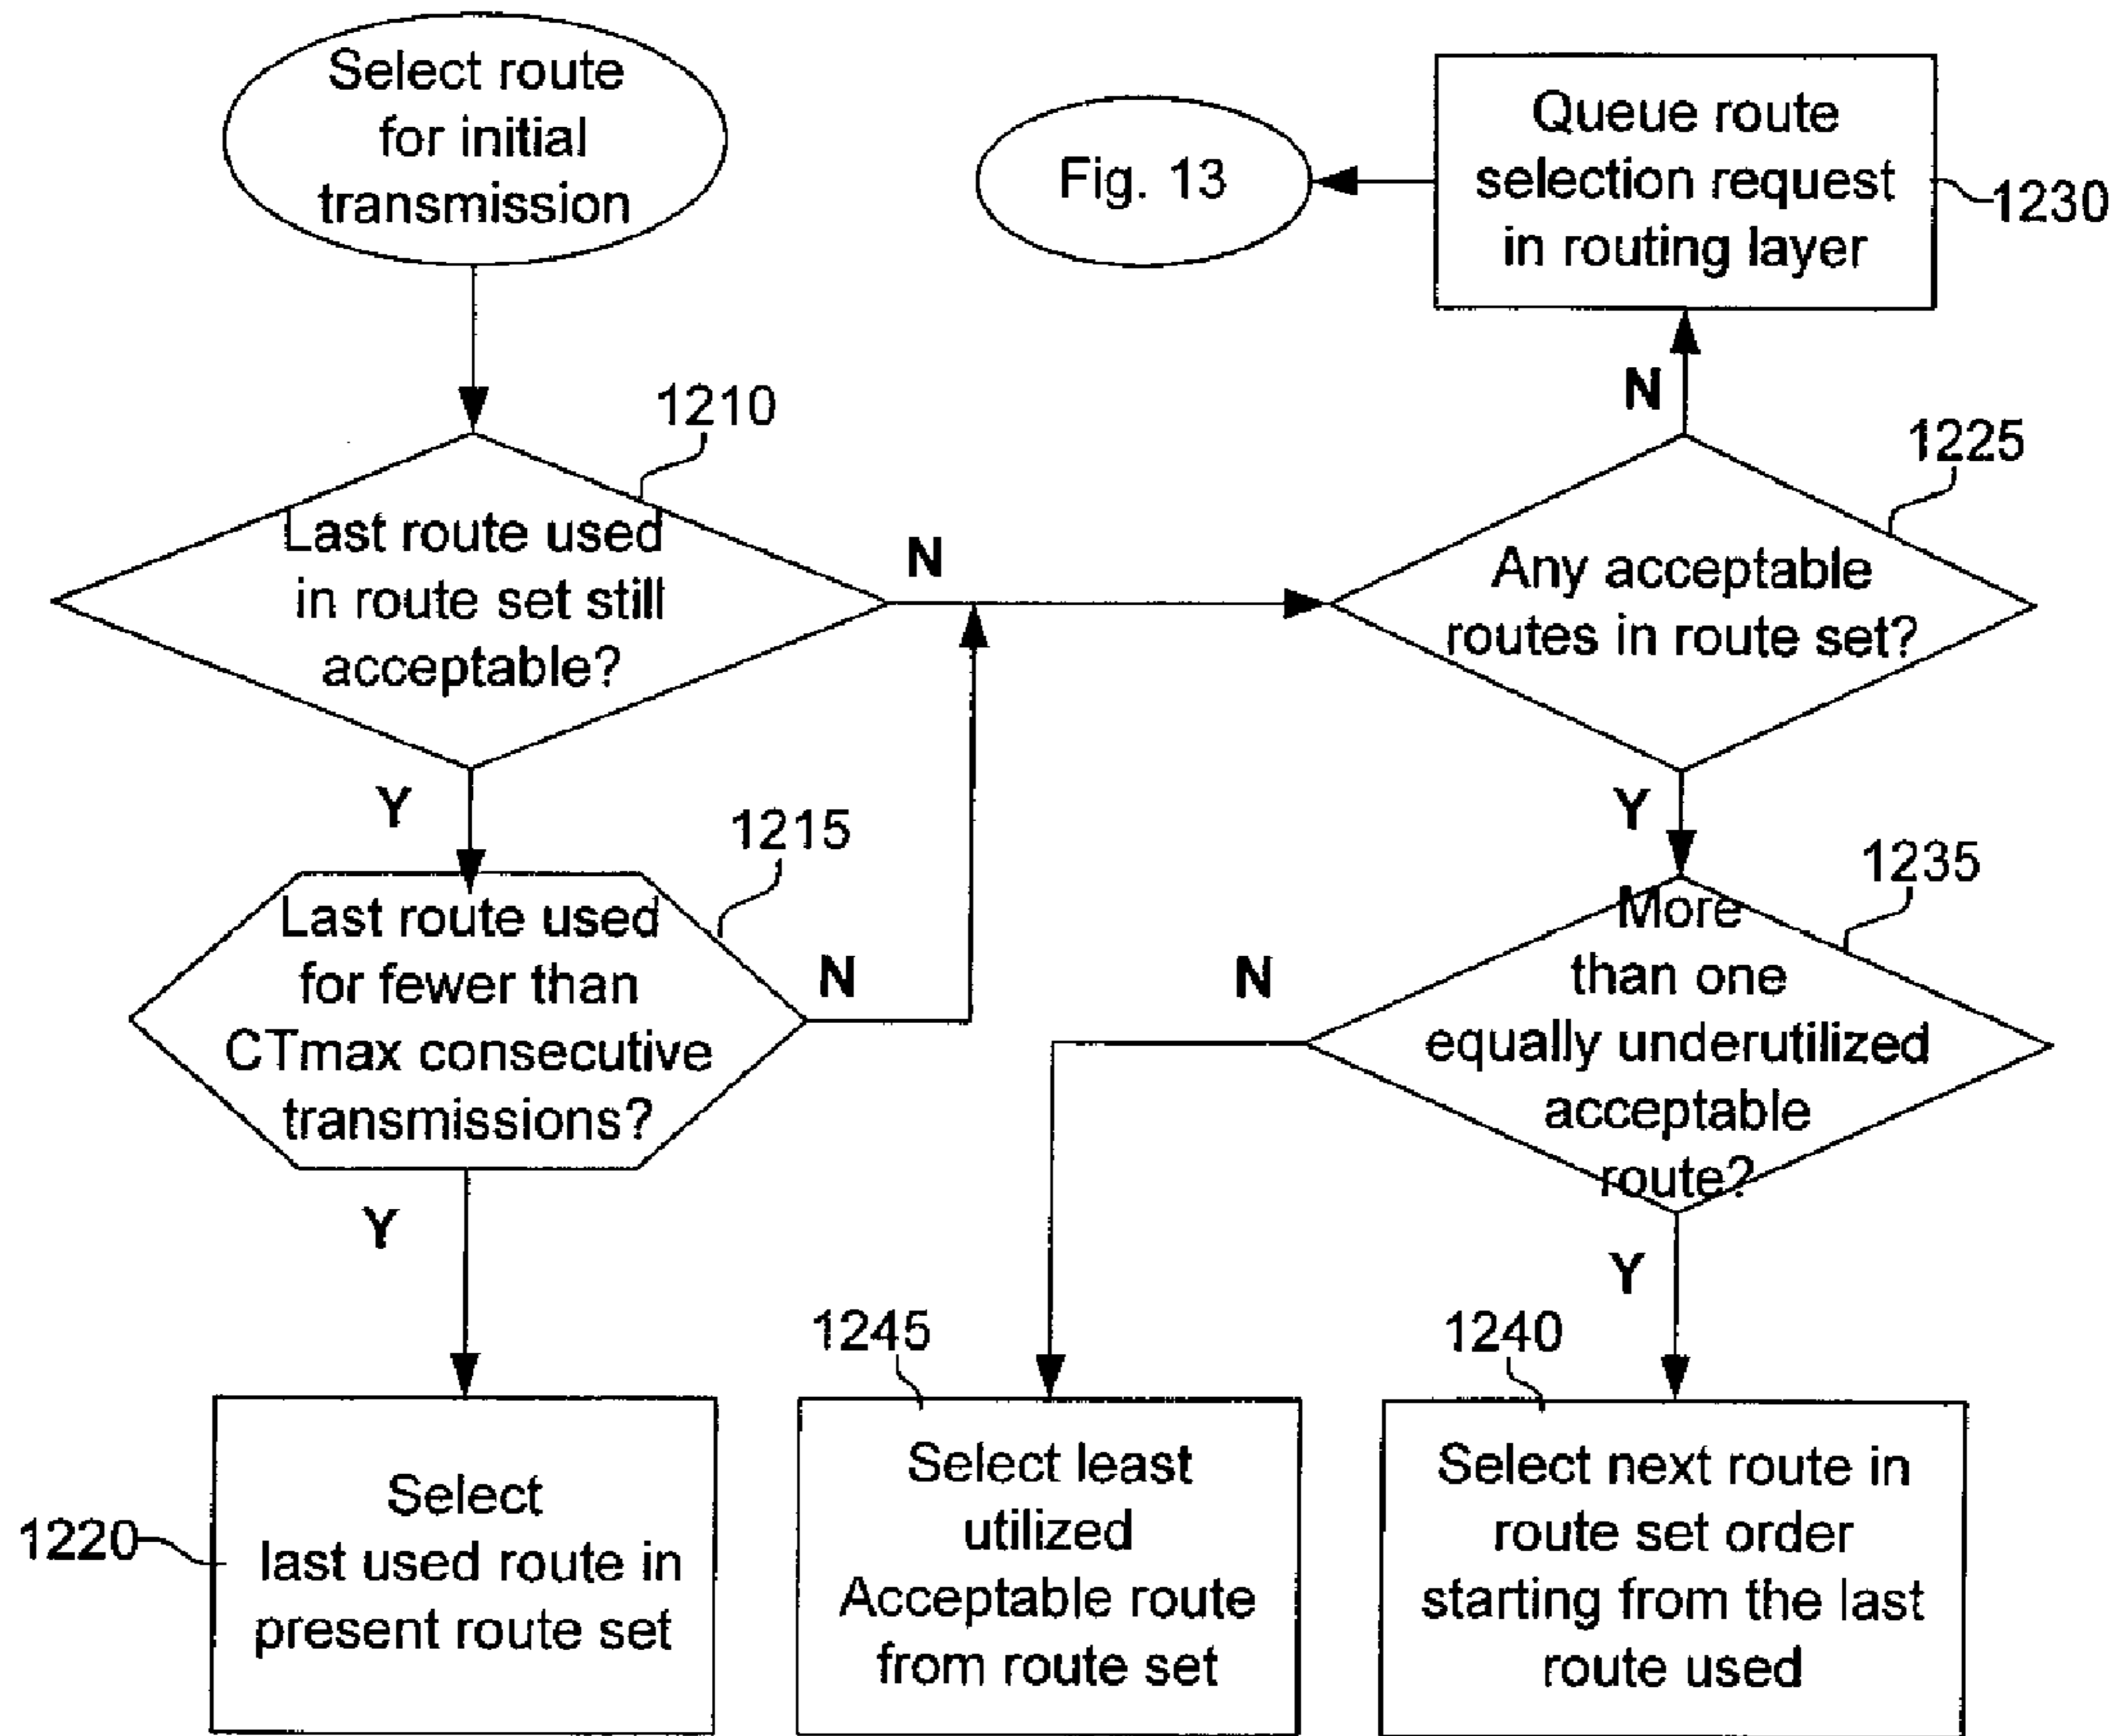 Select route
for initial
transmission
Fig. 13
Queue route
selection request
in routing layer
1230
1210
Last route used
in route set still
acceptable?
N
1225
Any acceptable
routes in route set?
N
Y
1215
Last route used
for fewer than
CTmax consecutive
transmissions?
N
Y
Y
1235
More
than one
equally underutilized
acceptable
route?
N
Y
1220
Select
last used route in
present route set
1245
Select least
utilized
Acceptable route
from route set
1240
Select next route in
route set order
starting from the last
route used